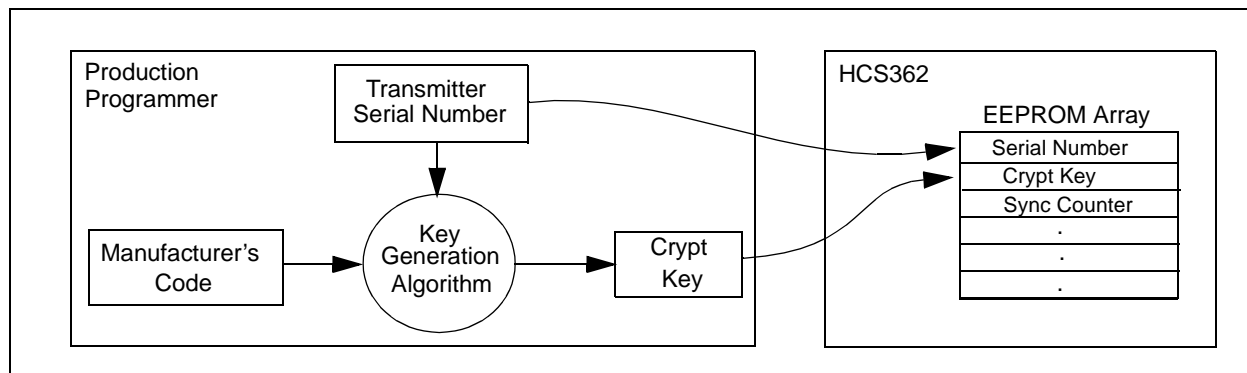 Production
Programmer
Transmitter
Serial Number
Manufacturer's
Code
Key
Generation
Algorithm
Crypt
Key
HCS362
EEPROM Array
Serial Number
Crypt Key
Sync Counter
.
.
.